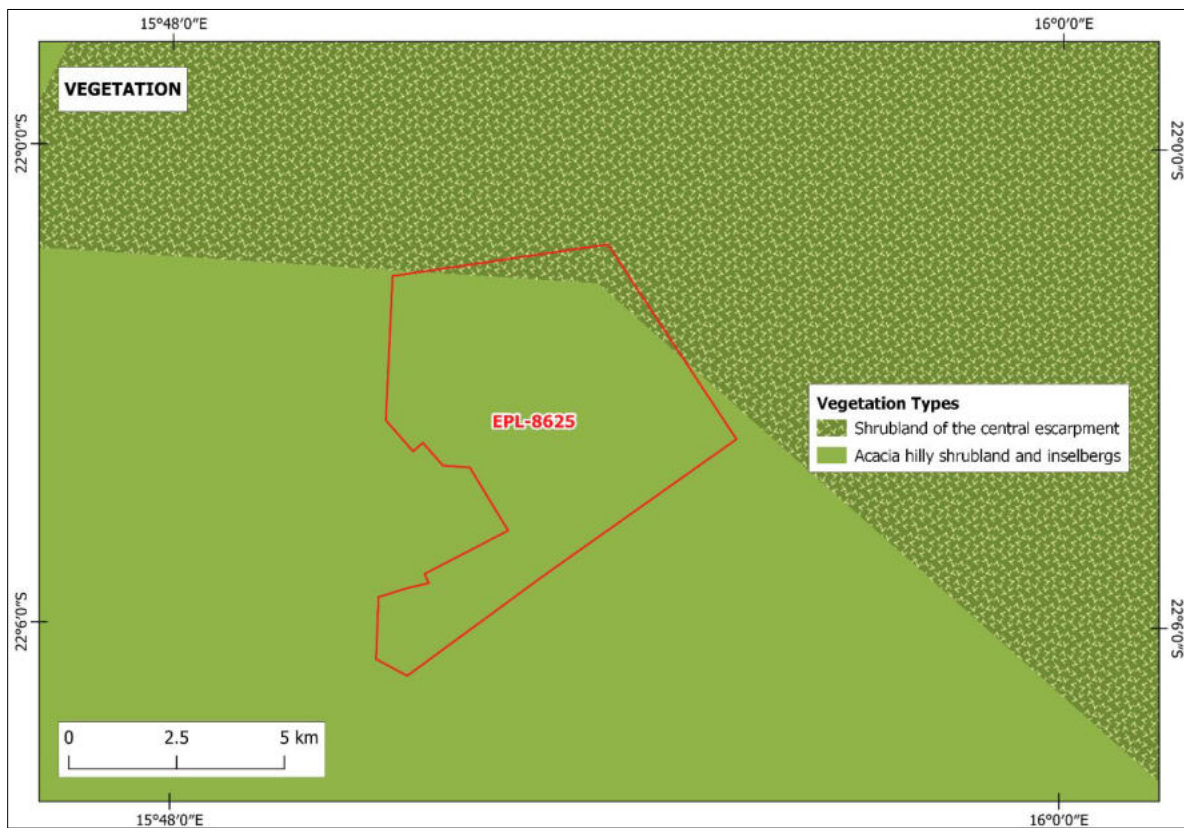 15°48′0″E
16°0′0″E
VEGETATION
22°0′0″S
22°0′0″S
EPL-8625
Vegetation Types
Shrubland of the central escarpment
Acacia hilly shrubland and inselbergs
22°6′0″S
22°6′0″S
0 2.5 5 km
15°48′0″E
16°0′0″E